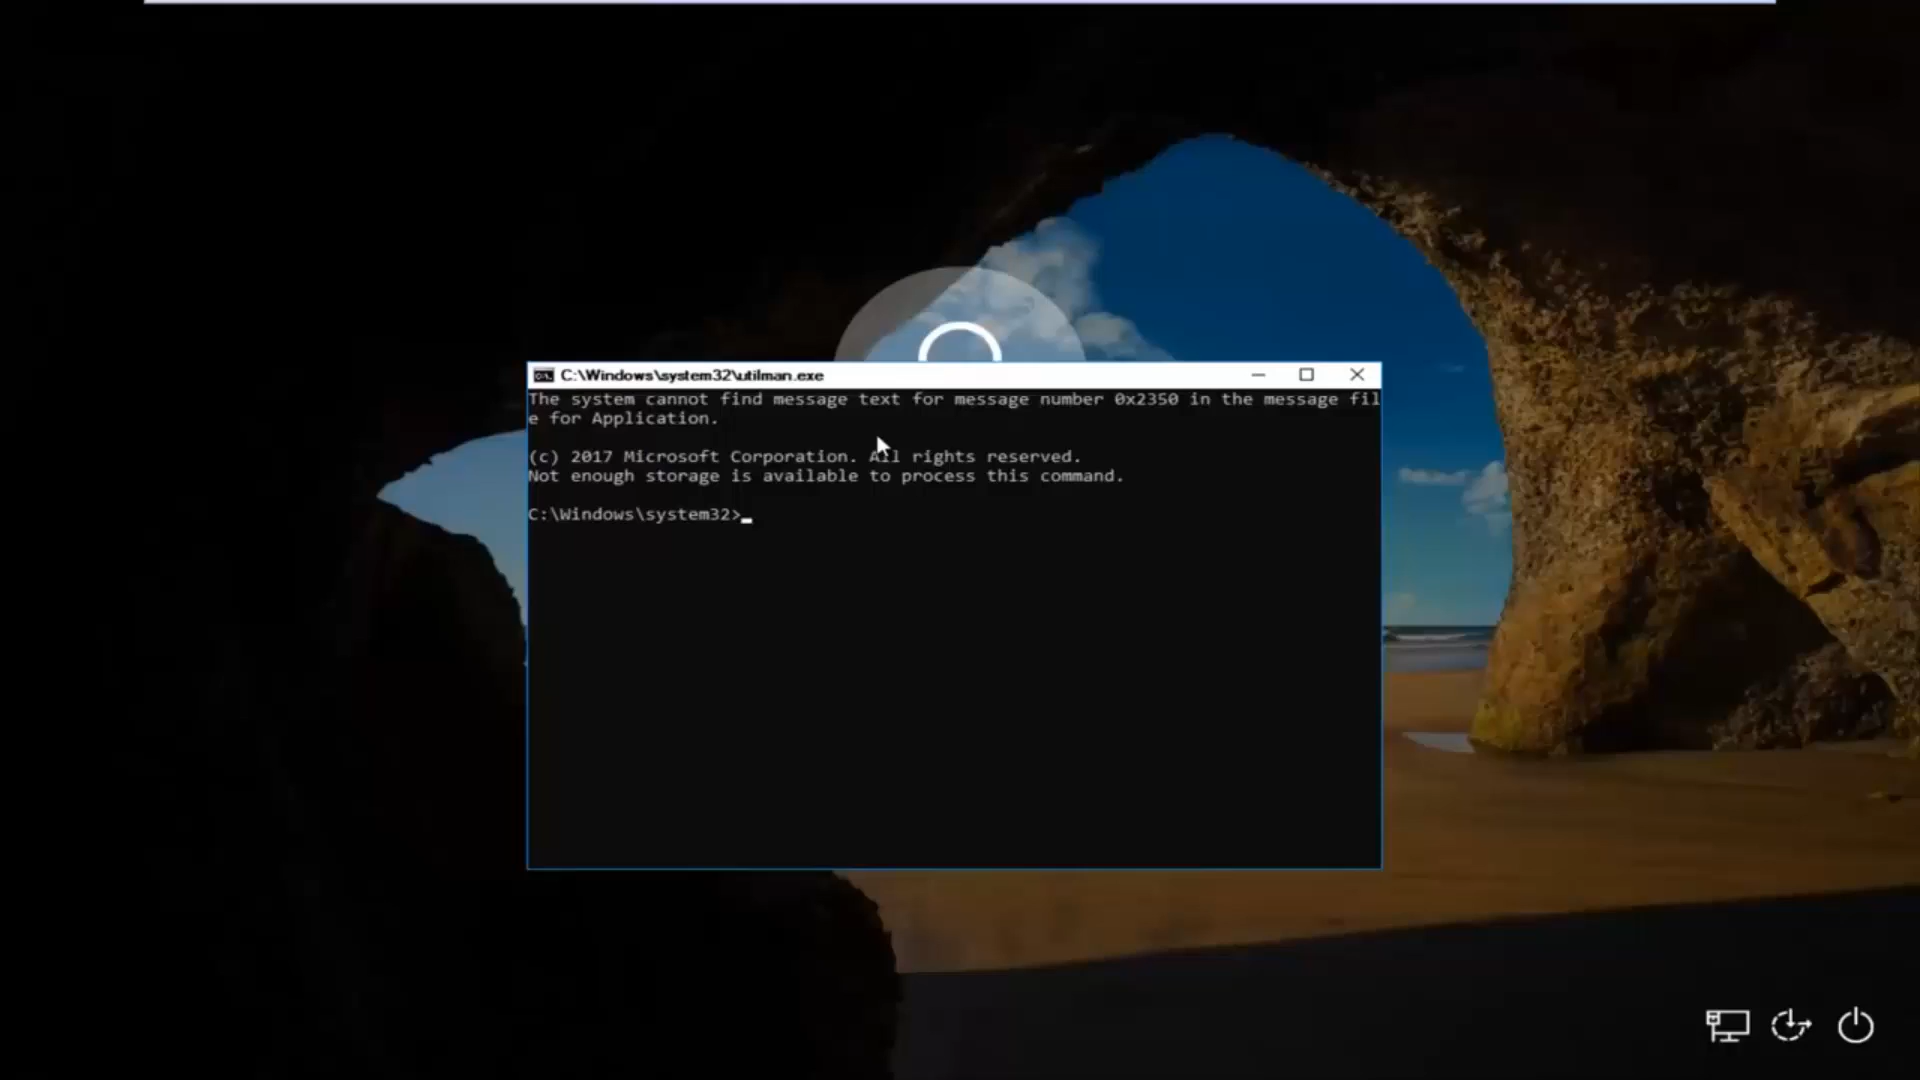 C:\Windows\system32\utilman.exe
The system cannot find message text for message number 0x2350 in the message fil
e for Application.
(c) 2017 Microsoft Corporation. All rights reserved.
Not enough storage is available to process this command.
C:\Windows\system32>